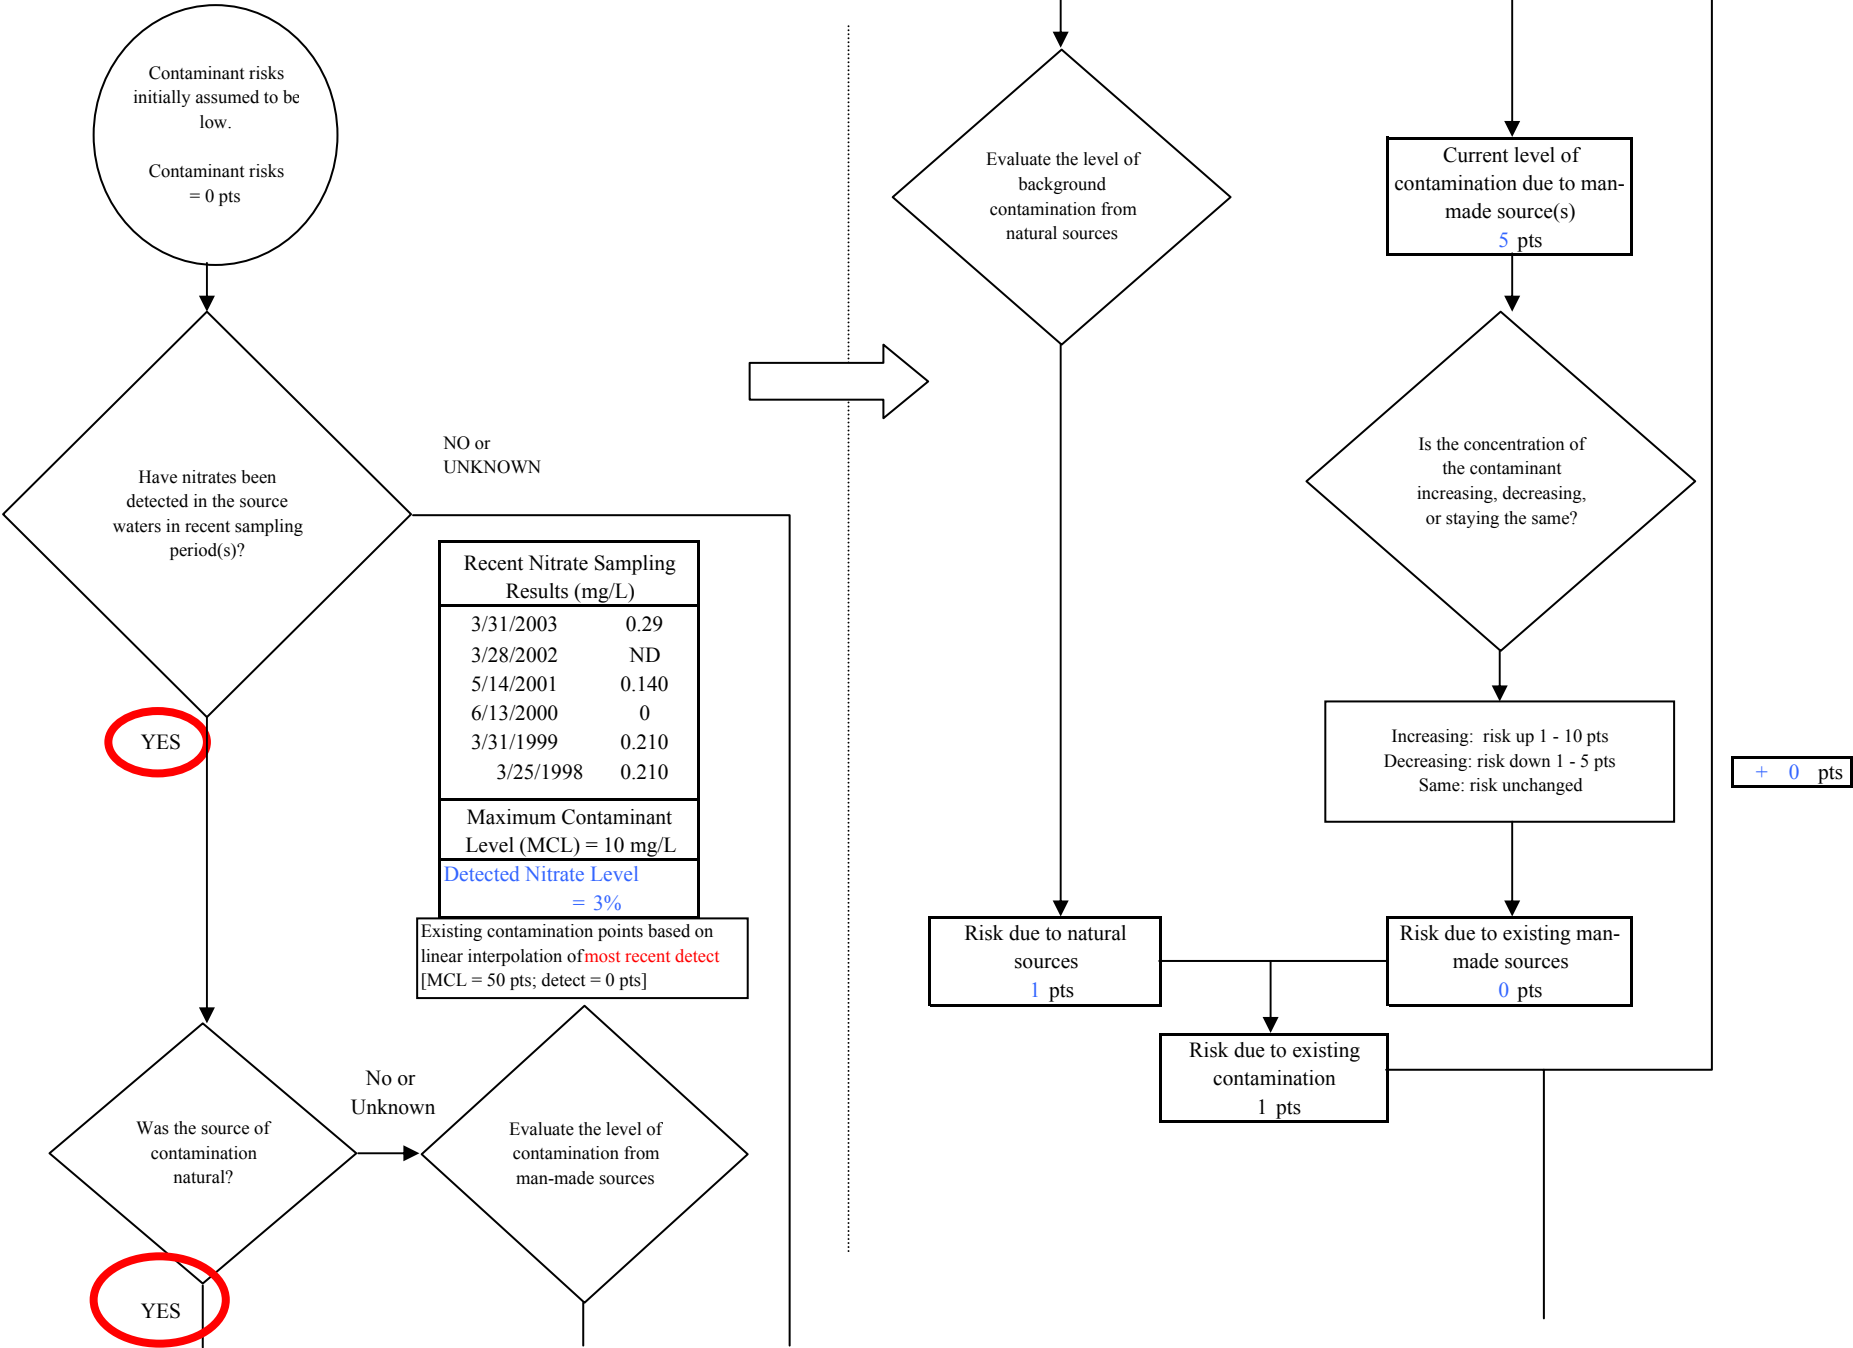 Contaminant risks
initially assumed to be
low.
Contaminant risks
= 0 pts
Have nitrates been
detected in the source
waters in recent sampling
period(s)?
NO or
UNKNOWN
YES
Recent Nitrate Sampling
Results (mg/L)
3/31/2003 0.29
3/28/2002 ND
5/14/2001 0.140
6/13/2000 0
3/31/1999 0.210
3/25/1998 0.210
Maximum Contaminant
Level (MCL) = 10 mg/L
Detected Nitrate Level
= 3%
Existing contamination points based on
linear interpolation of most recent detect
[MCL = 50 pts; detect = 0 pts]
Was the source of
contamination
natural?
No or
Unknown
Evaluate the level of
contamination from
man-made sources
YES
Evaluate the level of
background
contamination from
natural sources
Current level of
contamination due to man-
made source(s)
5 pts
Is the concentration of
the contaminant
increasing, decreasing,
or staying the same?
Increasing: risk up 1 - 10 pts
Decreasing: risk down 1 - 5 pts
Same: risk unchanged
+ 0 pts
Risk due to natural
sources
1 pts
Risk due to existing man-
made sources
0 pts
Risk due to existing
contamination
1 pts